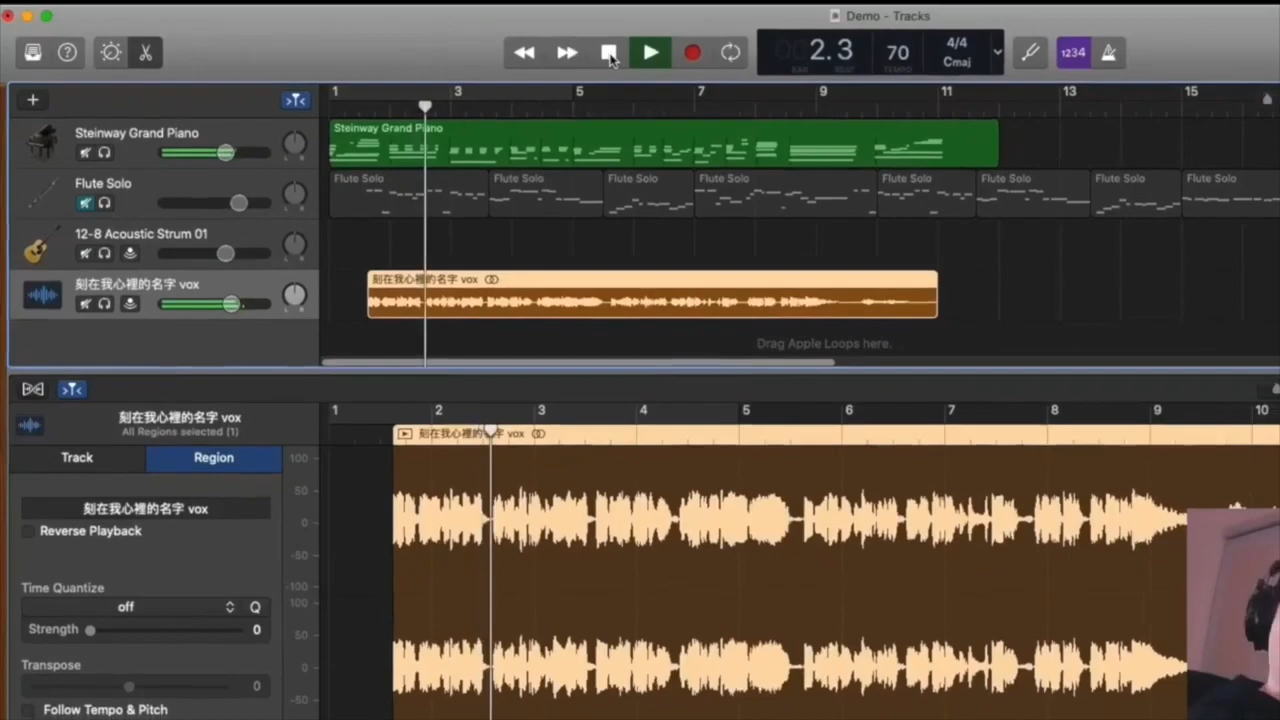 Demo - Tracks
002.3
BAR BEAT
70
TEMPO
4/4
Cmaj
1234
1 3 5 7 9 11 13 15
Steinway Grand Piano
Steinway Grand Piano
Flute Solo
Flute Solo Flute Solo Flute Solo Flute Solo Flute Solo Flute Solo Flute Solo Flute Solo
12-8 Acoustic Strum 01
刻在我心裡的名字 vox
刻在我心裡的名字 vox
Drag Apple Loops here.
1 2 3 4 5 6 7 8 9 10
刻在我心裡的名字 vox
All Regions selected (1)
刻在我心裡的名字 vox
Track Region
刻在我心裡的名字 vox
Reverse Playback
Time Quantize
off Q
Strength 0
Transpose
0
Follow Tempo & Pitch
100
50
0
-50
-100
100
50
0
-50